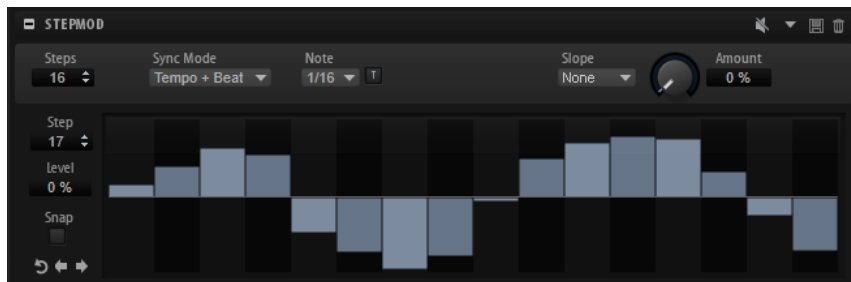 STEPMOD
Steps Sync Mode Note Slope Amount
16 Tempo + Beat 1/16 T None 0 %
Step
17
Level
0 %
Snap